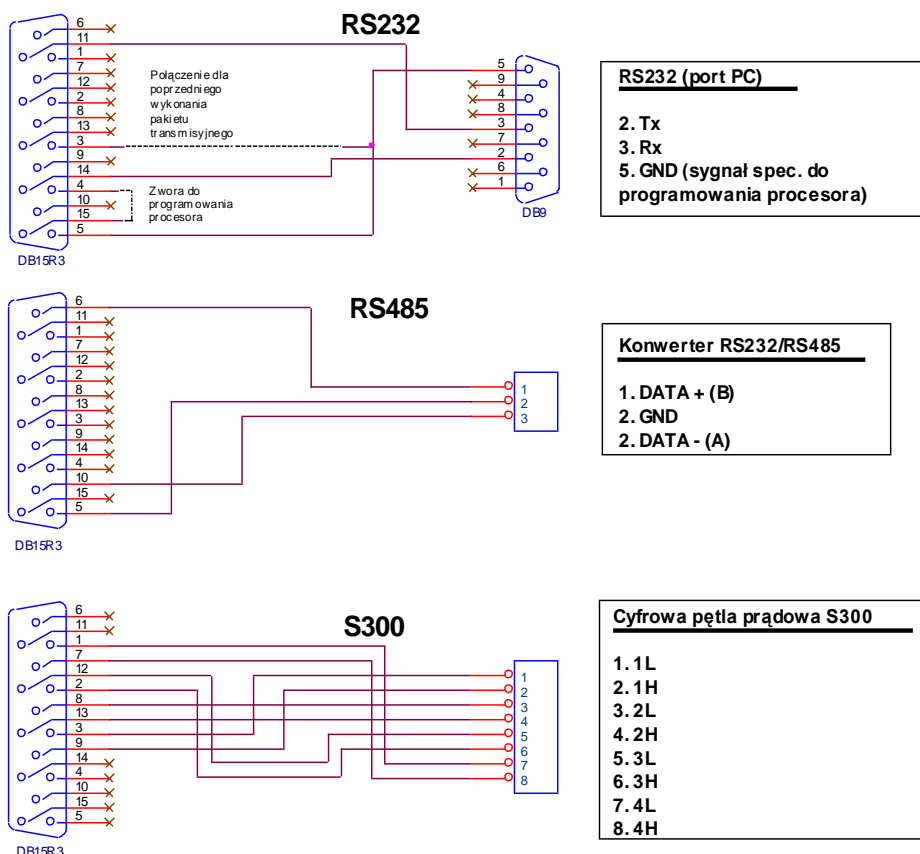 RS232
6
11
1
7
12
2
8
13
3
9
14
4
10
15
5
DB15R3
Połączenie dla
poprzedniego
wykonania
pakietu
transmisyjnego
Zwora do
programowania
procesora
5
9
4
8
3
7
2
6
1
DB9
RS232 (port PC)
2. Tx
3. Rx
5. GND (sygnał spec. do
programowania procesora)
RS485
6
11
1
7
12
2
8
13
3
9
14
4
10
15
5
DB15R3
1
2
3
Konwerter RS232/RS485
1. DATA + (B)
2. GND
2. DATA - (A)
S300
6
11
1
7
12
2
8
13
3
9
14
4
10
15
5
DB15R3
1
2
3
4
5
6
7
8
Cyfrowa pętla prądowa S300
1. 1L
2. 1H
3. 2L
4. 2H
5. 3L
6. 3H
7. 4L
8. 4H